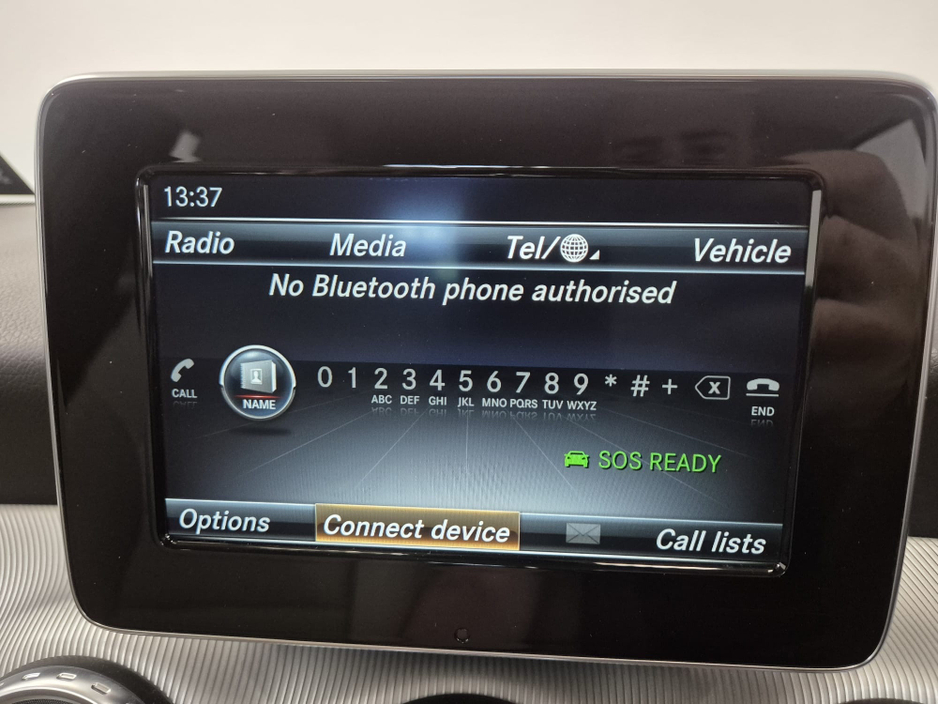 13:37
Radio Media Tel/ Vehicle
No Bluetooth phone authorised
0 1 2 3 4 5 6 7 8 9 * # +  X
ABC DEF GHI JKL MNO PQRS TUV WXYZ
CALL NAME END
SOS READY
Options Connect device Call lists